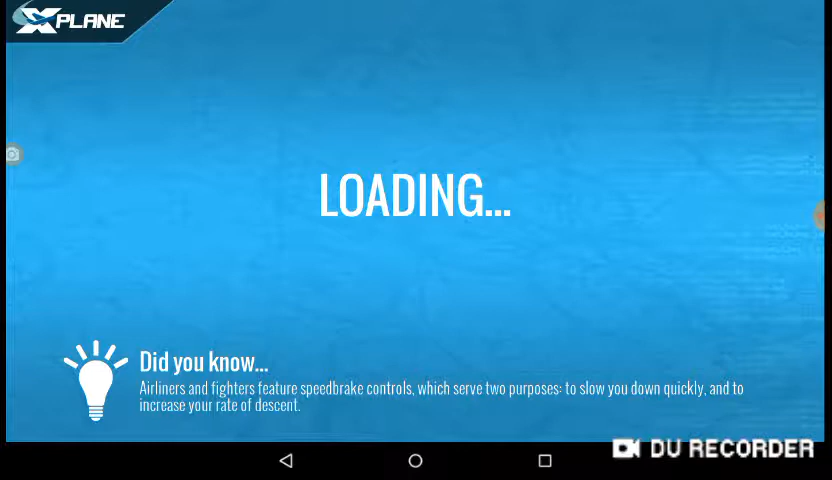 X PLANE
LOADING...
Did you know...
Airliners and fighters feature speedbrake controls, which serve two purposes: to slow you down quickly, and to
increase your rate of descent.
DU RECORDER